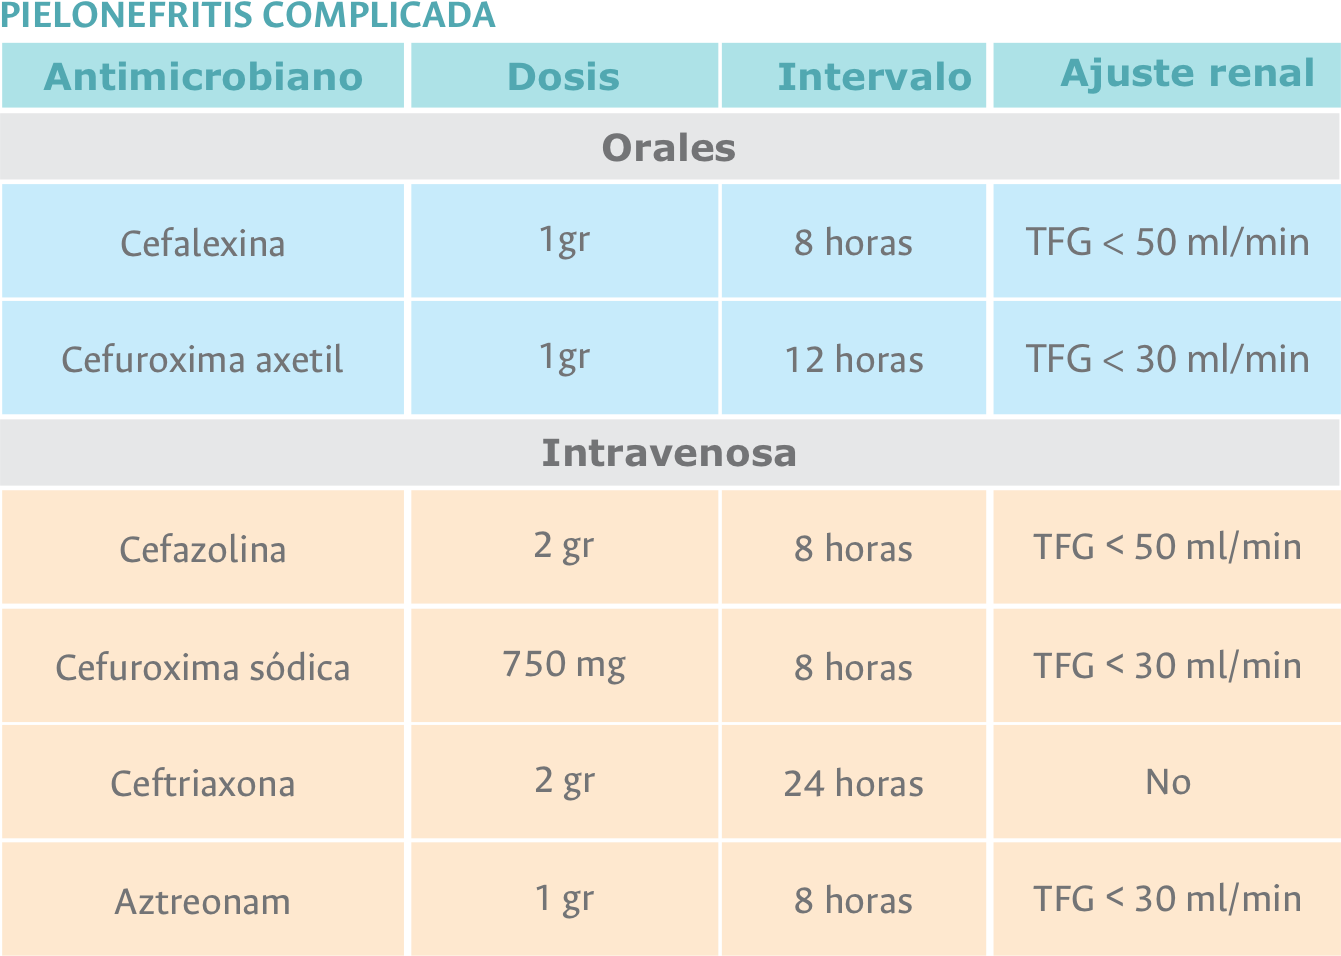 PIELONEFRITIS COMPLICADA
Antimicrobiano Dosis Intervalo Ajuste renal
Orales
Cefalexina 1gr 8 horas TFG < 50 ml/min
Cefuroxima axetil 1gr 12 horas TFG < 30 ml/min
Intravenosa
Cefazolina 2 gr 8 horas TFG < 50 ml/min
Cefuroxima sódica 750 mg 8 horas TFG < 30 ml/min
Ceftriaxona 2 gr 24 horas No
Aztreonam 1 gr 8 horas TFG < 30 ml/min